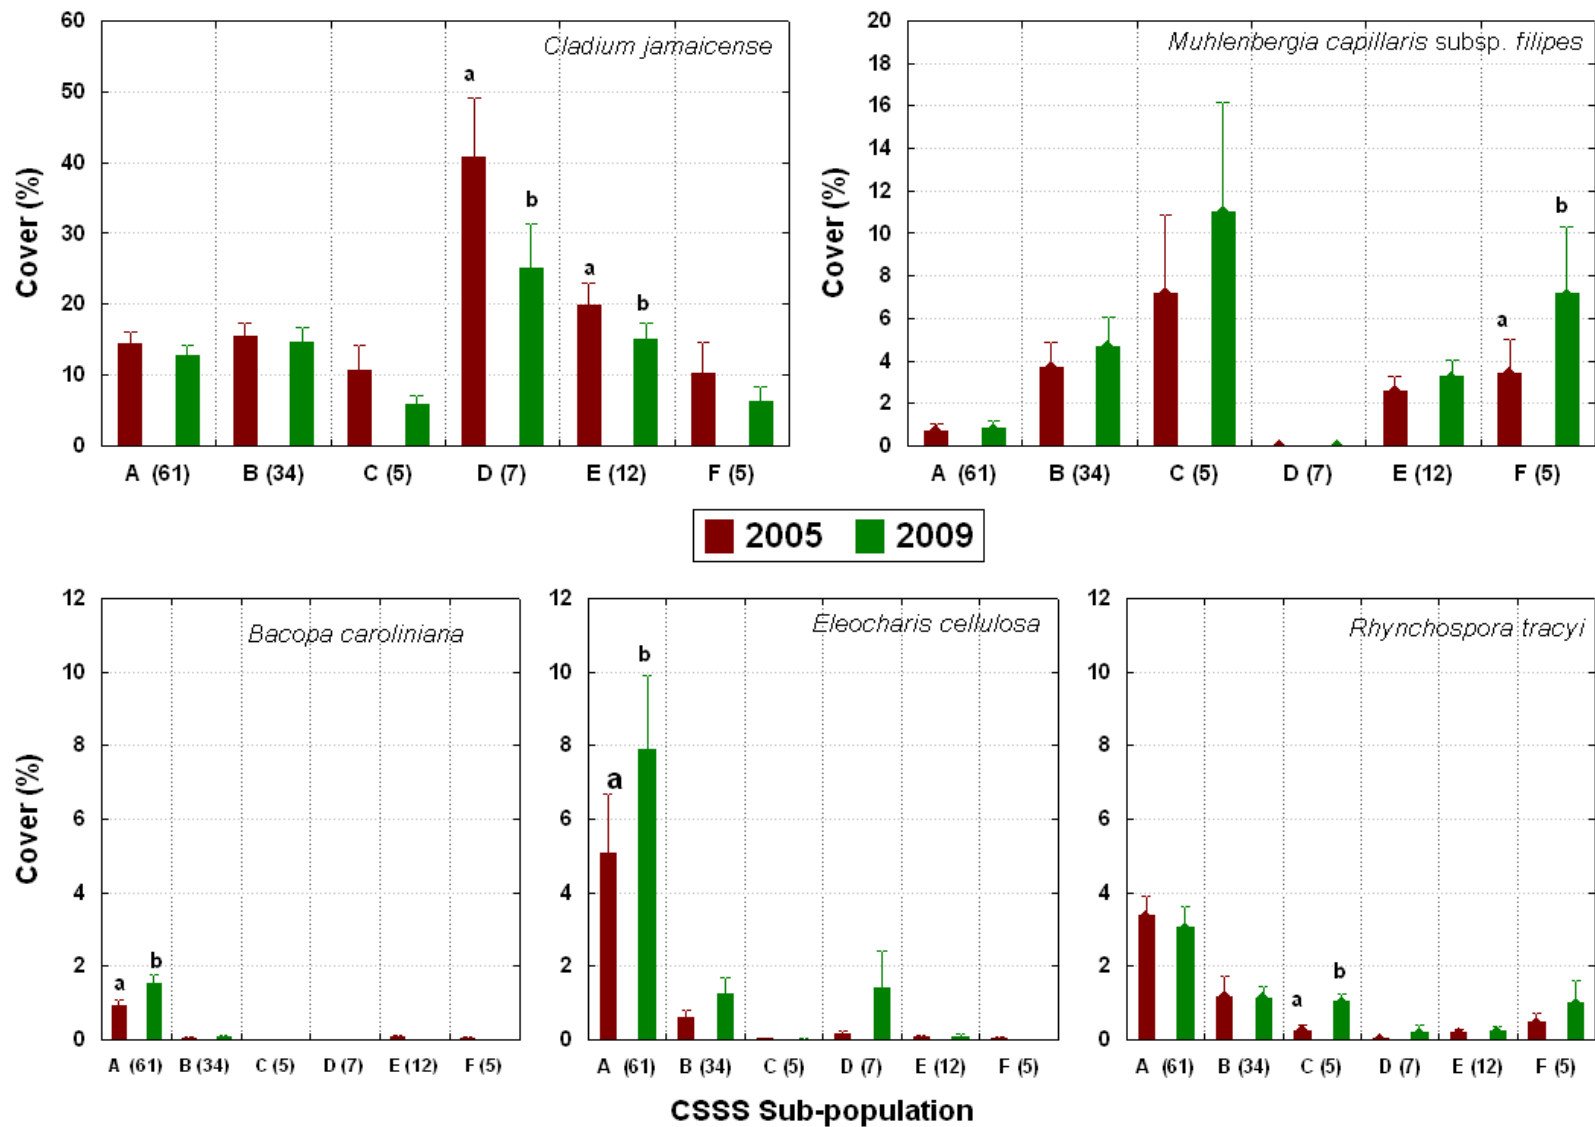 Cladium jamaicense
Cover (%)
60
50
40
30
20
10
0
a
b
a
b
A (61) B (34) C (5) D (7) E (12) F (5)
Muhlenbergia capillaris subsp. filipes
Cover (%)
20
18
16
14
12
10
8
6
4
2
0
a
b
A (61) B (34) C (5) D (7) E (12) F (5)
2005 2009
Bacopa caroliniana
Cover (%)
12
10
8
6
4
2
0
a
b
A (61) B (34) C (5) D (7) E (12) F (5)
Eleocharis cellulosa
12
10
8
6
4
2
0
a
b
A (61) B (34) C (5) D (7) E (12) F (5)
Rhynchospora tracyi
12
10
8
6
4
2
0
a
b
A (61) B (34) C (5) D (7) E (12) F (5)
CSSS Sub-population